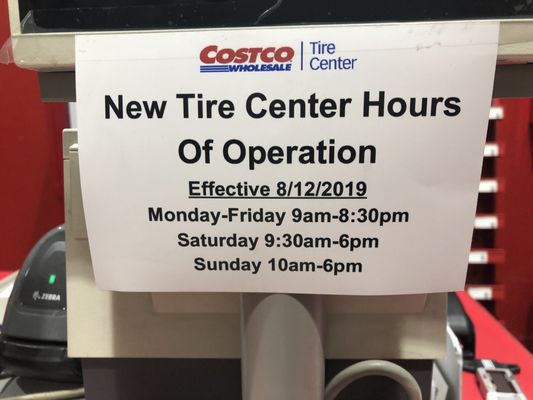 COSTCO
WHOLESALE
Tire
Center
New Tire Center Hours
Of Operation
Effective 8/12/2019
Monday-Friday 9am-8:30pm
Saturday 9:30am-6pm
Sunday 10am-6pm
ZEBRA